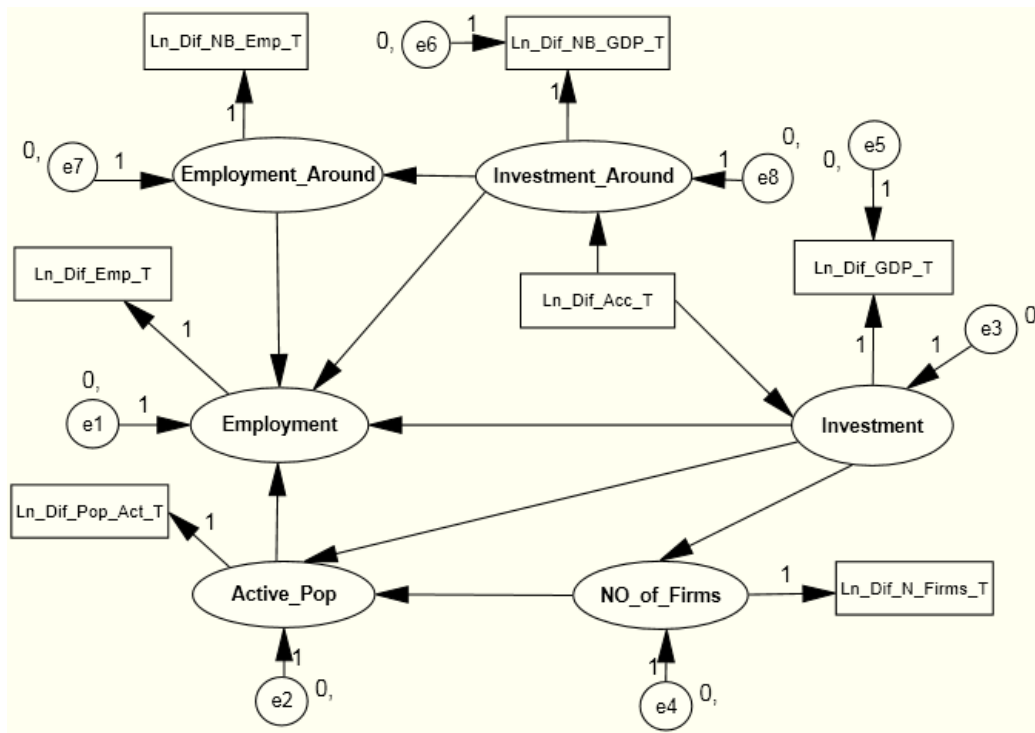 Ln_Dif_NB_Emp_T
0,
e6
1
Ln_Dif_NB_GDP_T
1
1
0,
e7
1
Employment_Around
Investment_Around
1
e8
0,
0,
e5
1
Ln_Dif_Emp_T
1
Ln_Dif_Acc_T
Ln_Dif_GDP_T
1
1
e3
0
0,
e1
1
Employment
Investment
Ln_Dif_Pop_Act_T
1
Active_Pop
NO_of_Firms
1
Ln_Dif_N_Firms_T
1
e2
0,
1
e4
0,